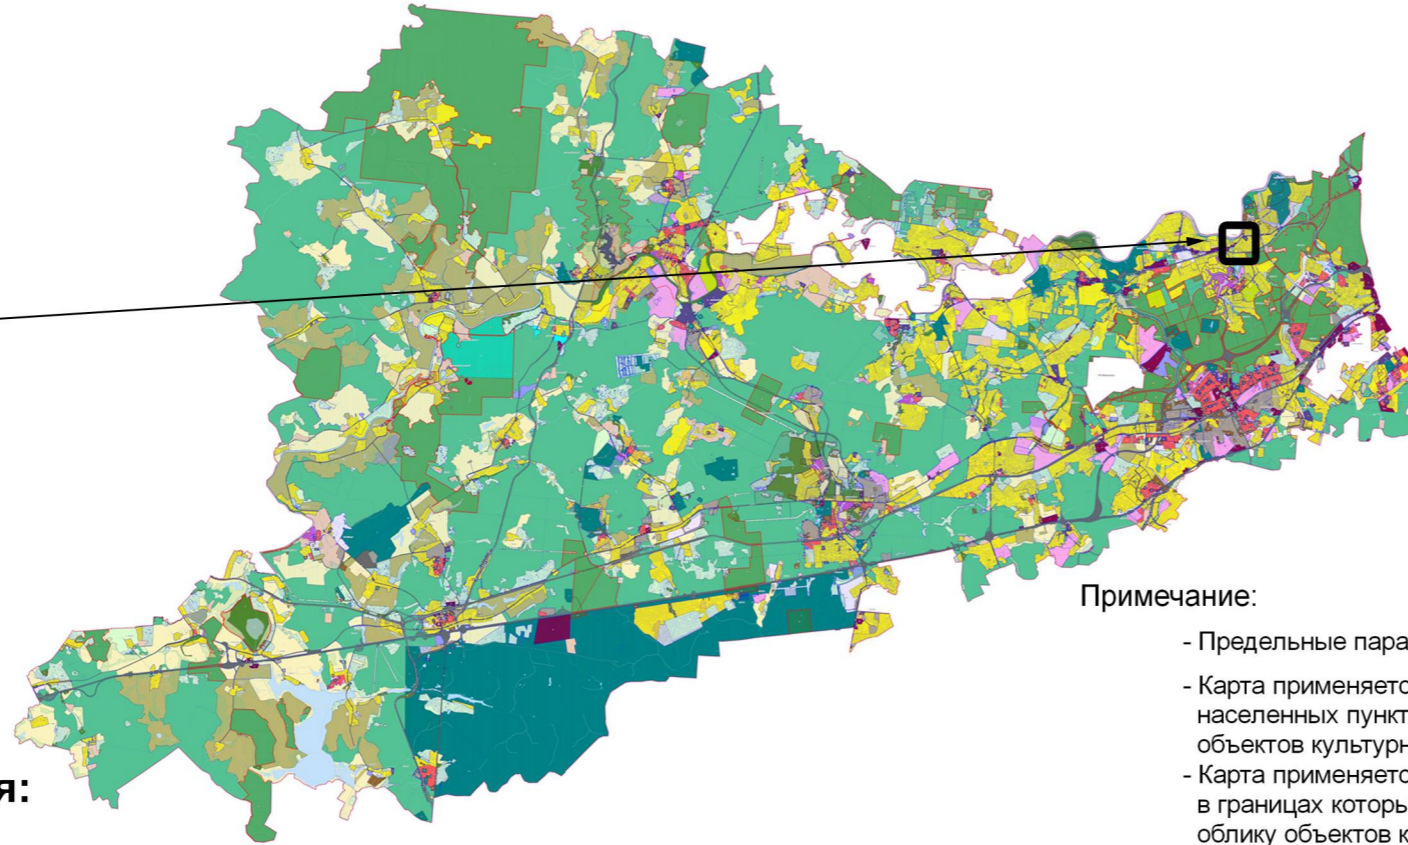 Примечание:
- Предельные пара
- Карта применяетс
населенных пункт
объектов культурн
- Карта применяетс
в границах которы
облику объектов к
я: